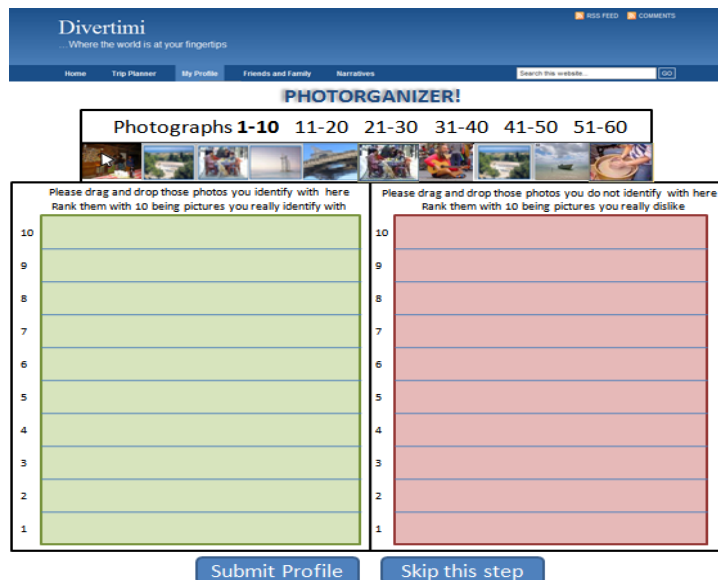 RSS FEED COMMENTS
Divertimi
...Where the world is at your fingertips
Home Trip Planner My Profile Friends and Family Narratives Search this website... GO
PHOTORGANIZER!
Photographs 1-10 11-20 21-30 31-40 41-50 51-60
Please drag and drop those photos you identify with here
Rank them with 10 being pictures you really identify with
Please drag and drop those photos you do not identify with here
Rank them with 10 being pictures you really dislike
10
9
8
7
6
5
4
3
2
1
10
9
8
7
6
5
4
3
2
1
Submit Profile Skip this step